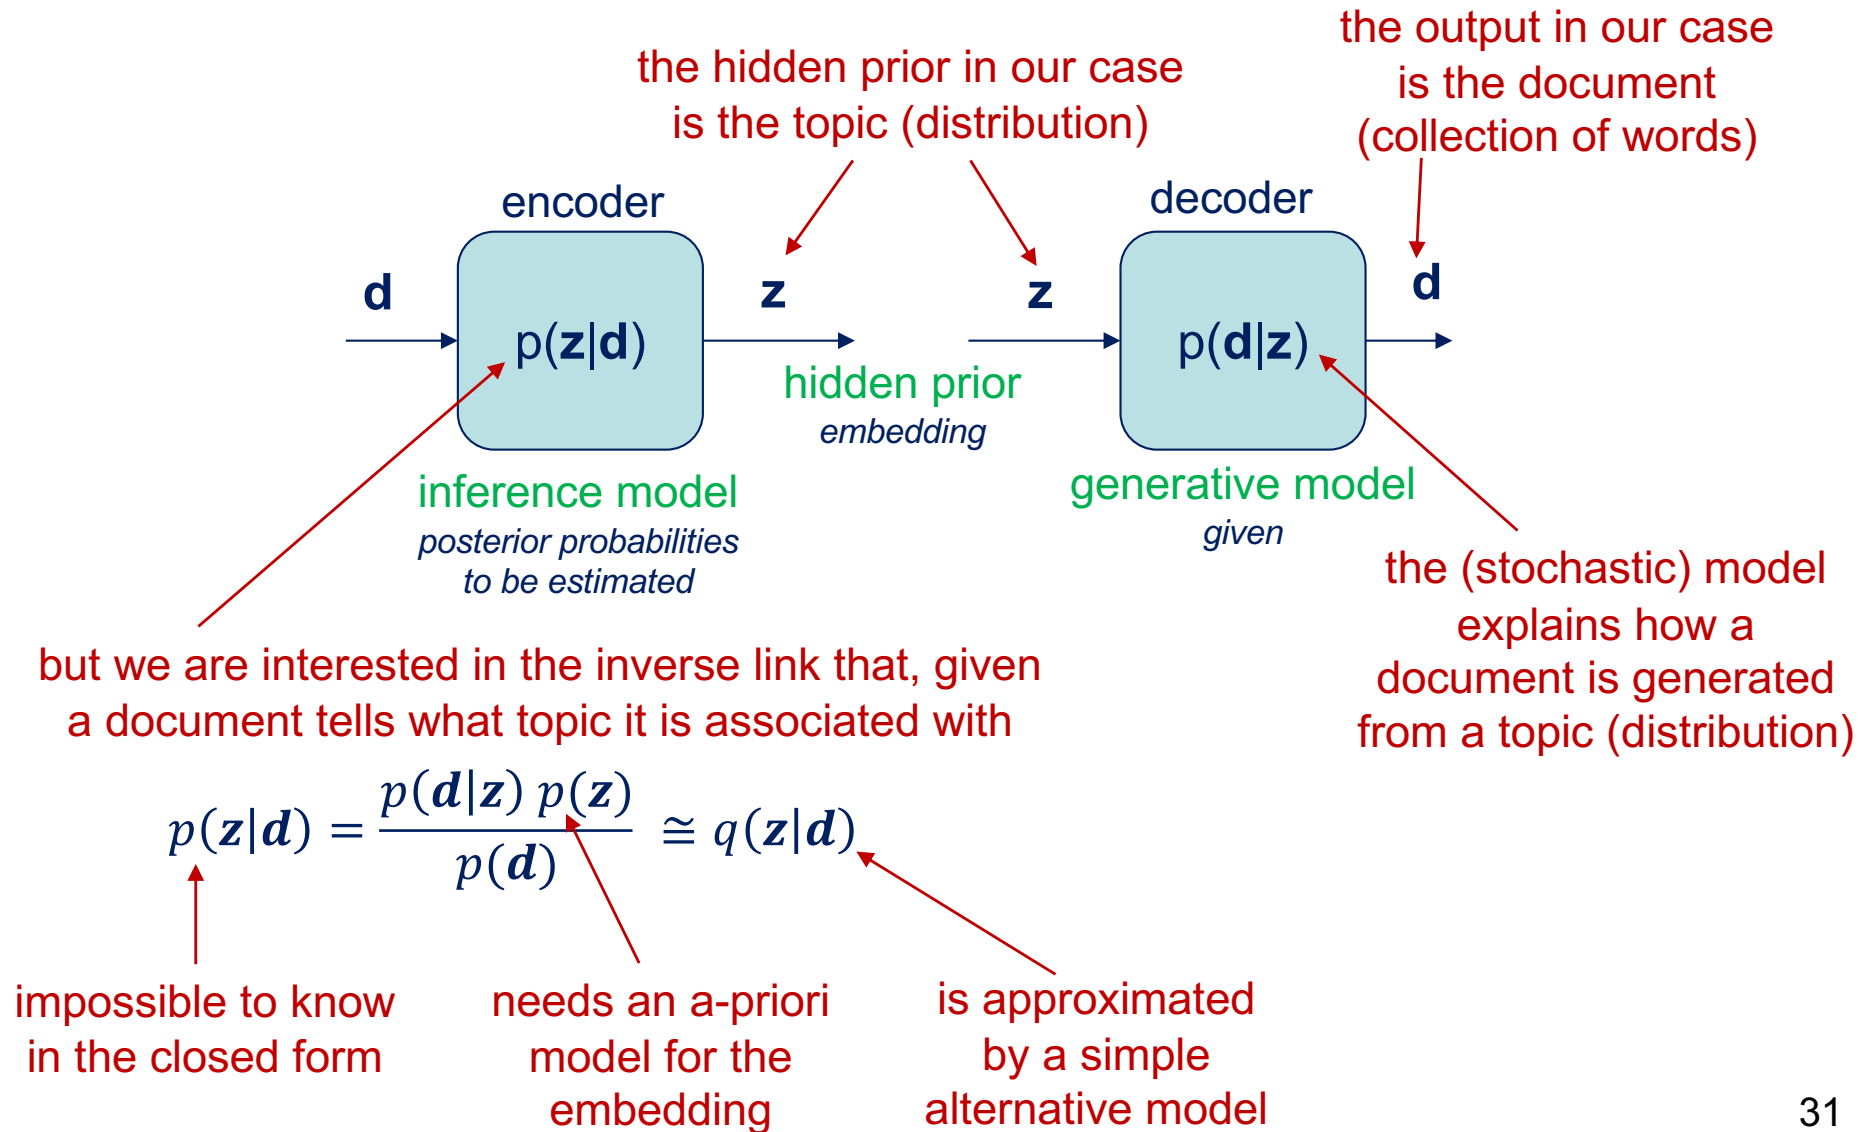 the output in our case
is the document
(collection of words)
the hidden prior in our case
is the topic (distribution)
encoder
decoder
d
p(z|d)
z
z
p(d|z)
d
hidden prior
embedding
inference model
posterior probabilities
to be estimated
generative model
given
the (stochastic) model
explains how a
document is generated
from a topic (distribution)
but we are interested in the inverse link that, given
a document tells what topic it is associated with
p(z|d) = p(d|z) p(z) / p(d) ≅ q(z|d)
impossible to know
in the closed form
needs an a-priori
model for the
embedding
is approximated
by a simple
alternative model
31